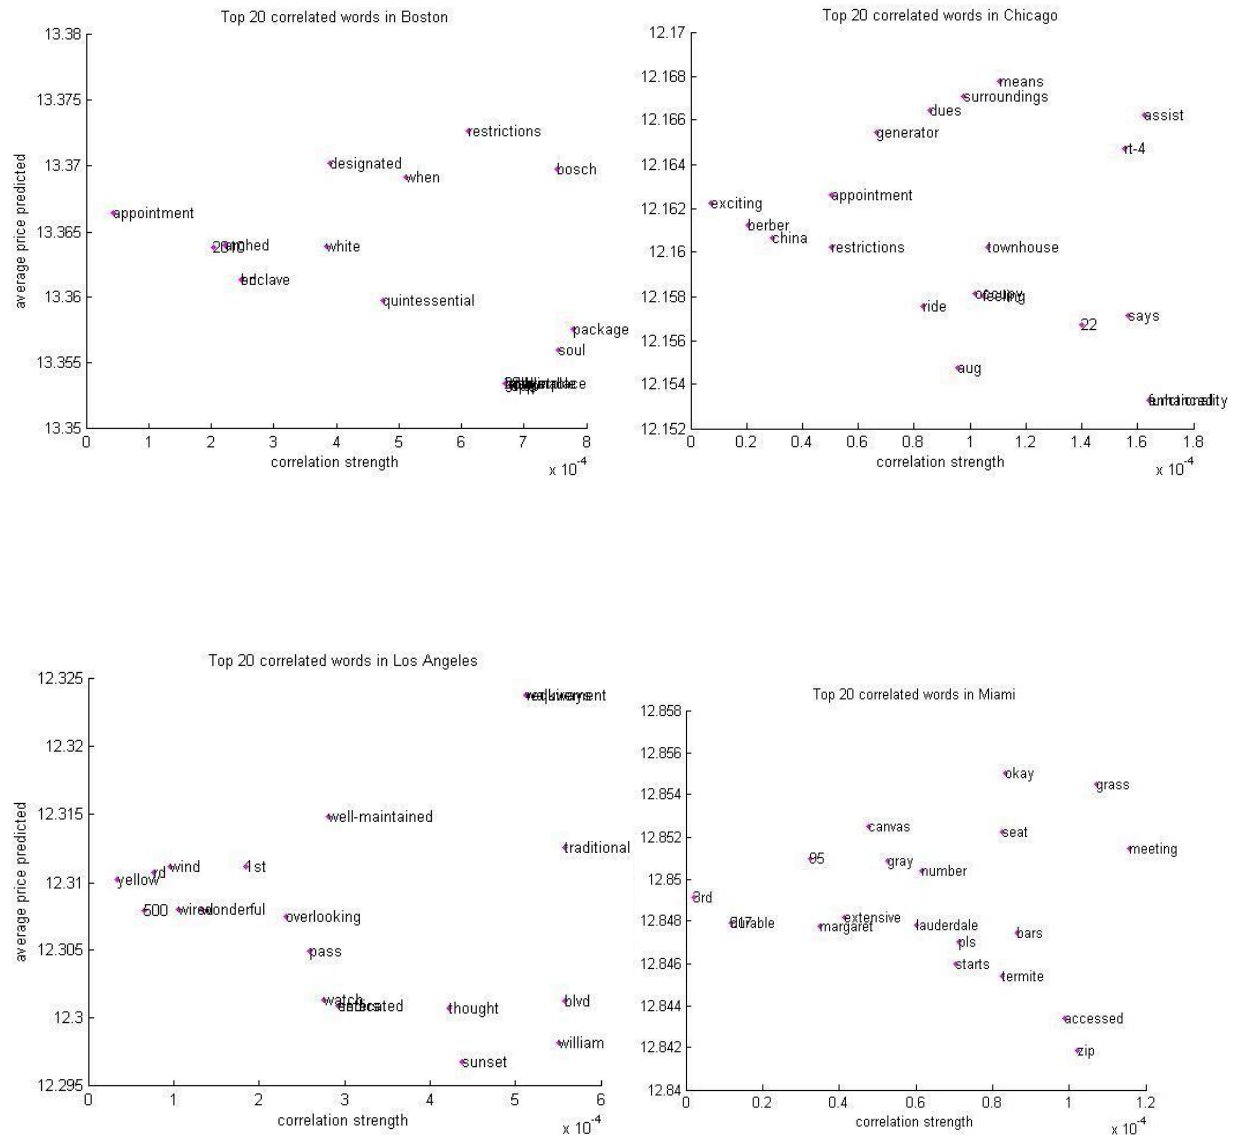 Top 20 correlated words in Boston
13.38
13.375
13.37
13.365
13.36
13.355
13.35
average price predicted
restrictions
designated
when
bosch
appointment
white
enclave
quintessential
package
soul
0 1 2 3 4 5 6 7 8
correlation strength
x 10^-4
Top 20 correlated words in Chicago
12.17
12.168
12.166
12.164
12.162
12.16
12.158
12.156
12.154
12.152
means
surroundings
dues
assist
generator
rt-4
appointment
exciting
berber
china
restrictions
townhouse
occupy
feeling
ride
says
22
aug
functionality
0 0.2 0.4 0.6 0.8 1 1.2 1.4 1.6 1.8
correlation strength
x 10^-4
Top 20 correlated words in Los Angeles
12.325
12.32
12.315
12.31
12.305
12.3
12.295
average price predicted
walkways
requirement
well-maintained
traditional
wind
1st
rd
yellow
500
wired
wonderful
overlooking
pass
watch
thought
blvd
william
sunset
0 1 2 3 4 5 6
correlation strength
x 10^-4
Top 20 correlated words in Miami
12.858
12.856
12.854
12.852
12.85
12.848
12.846
12.844
12.842
12.84
okay
grass
canvas
seat
meeting
95
gray
number
3rd
durable
extensive
margaret
lauderdale
bars
pls
starts
termite
accessed
zip
0 0.2 0.4 0.6 0.8 1 1.2
correlation strength
x 10^-4